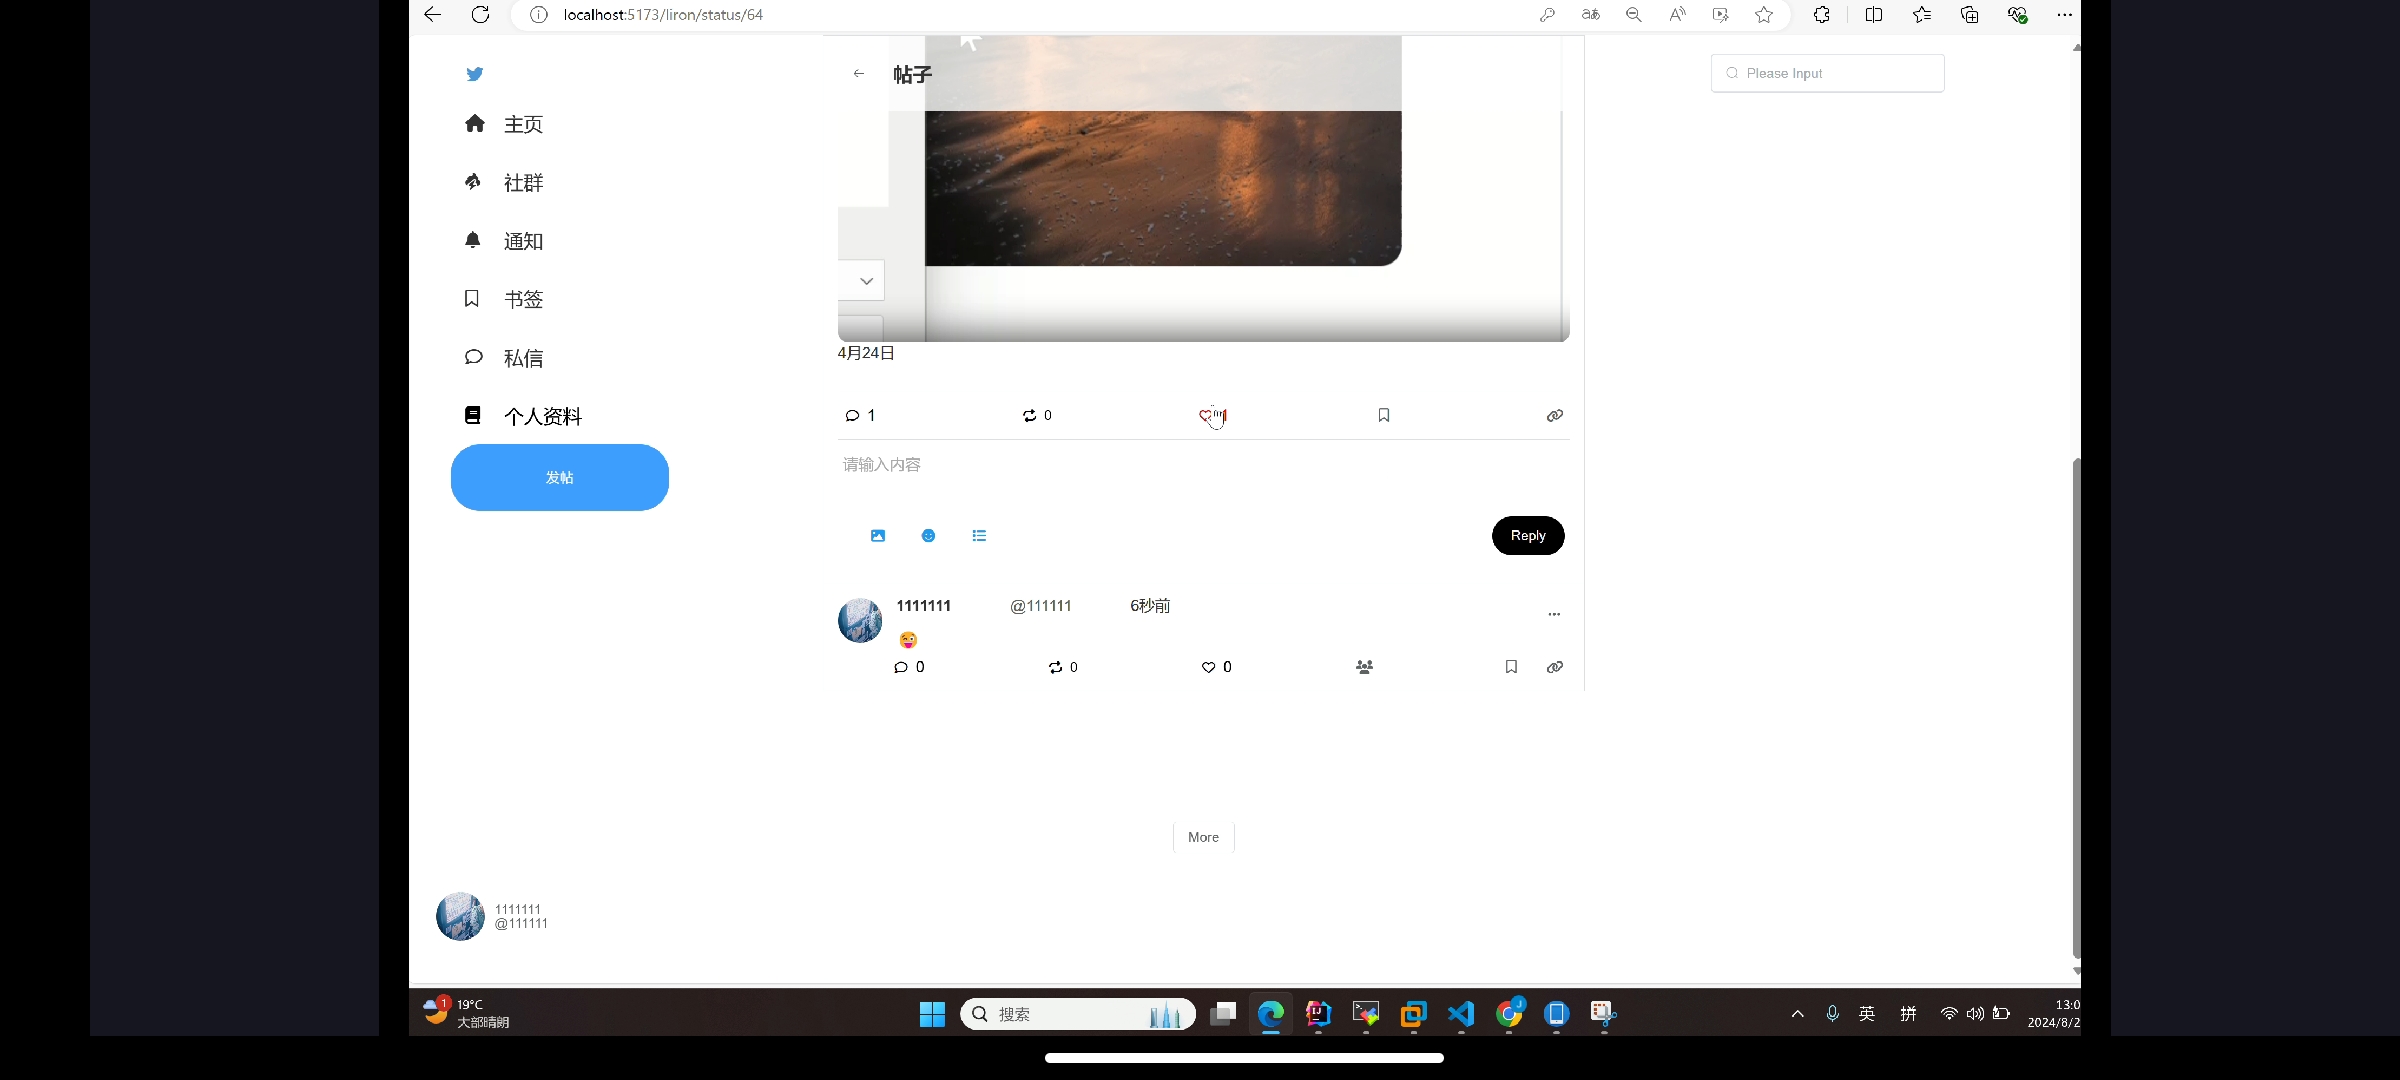 localhost:5173/liron/status/64
帖子
Please Input
主页
社群
通知
书签
私信
个人资料
发帖
4月24日
1
0
请输入内容
Reply
1111111 @111111 6秒前
0
0
0
More
1111111
@111111
1
19°C
大部晴朗
搜索
英
拼
13:0
2024/8/2